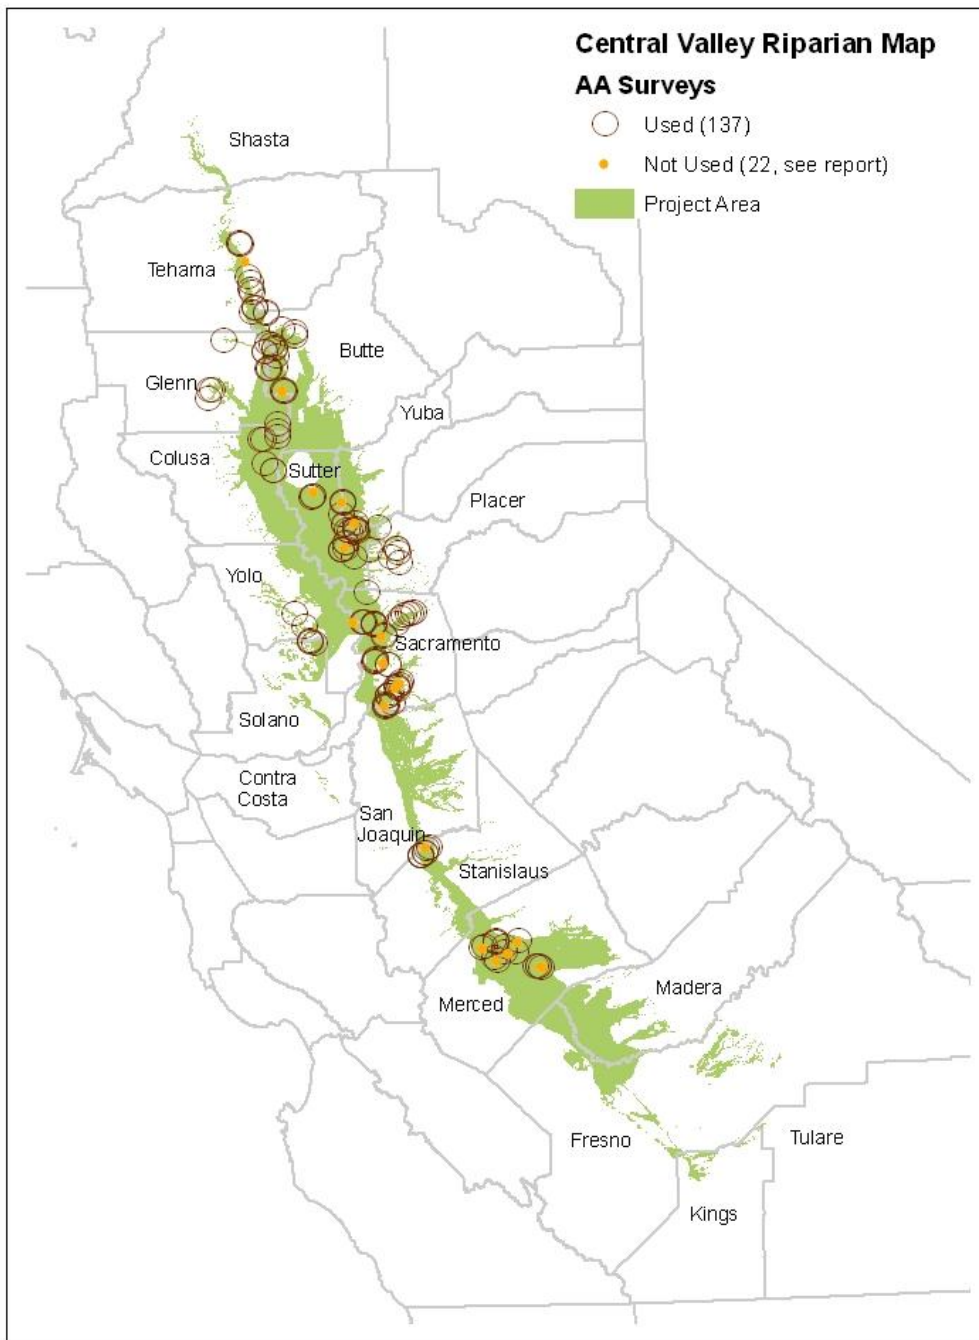 Central Valley Riparian Map
AA Surveys
Used (137)
Not Used (22, see report)
Project Area
Shasta
Tehama
Butte
Glenn
Yuba
Colusa
Sutter
Placer
Yolo
Sacramento
Solano
Contra
Costa
San
Joaquin
Stanislaus
Madera
Merced
Fresno
Tulare
Kings